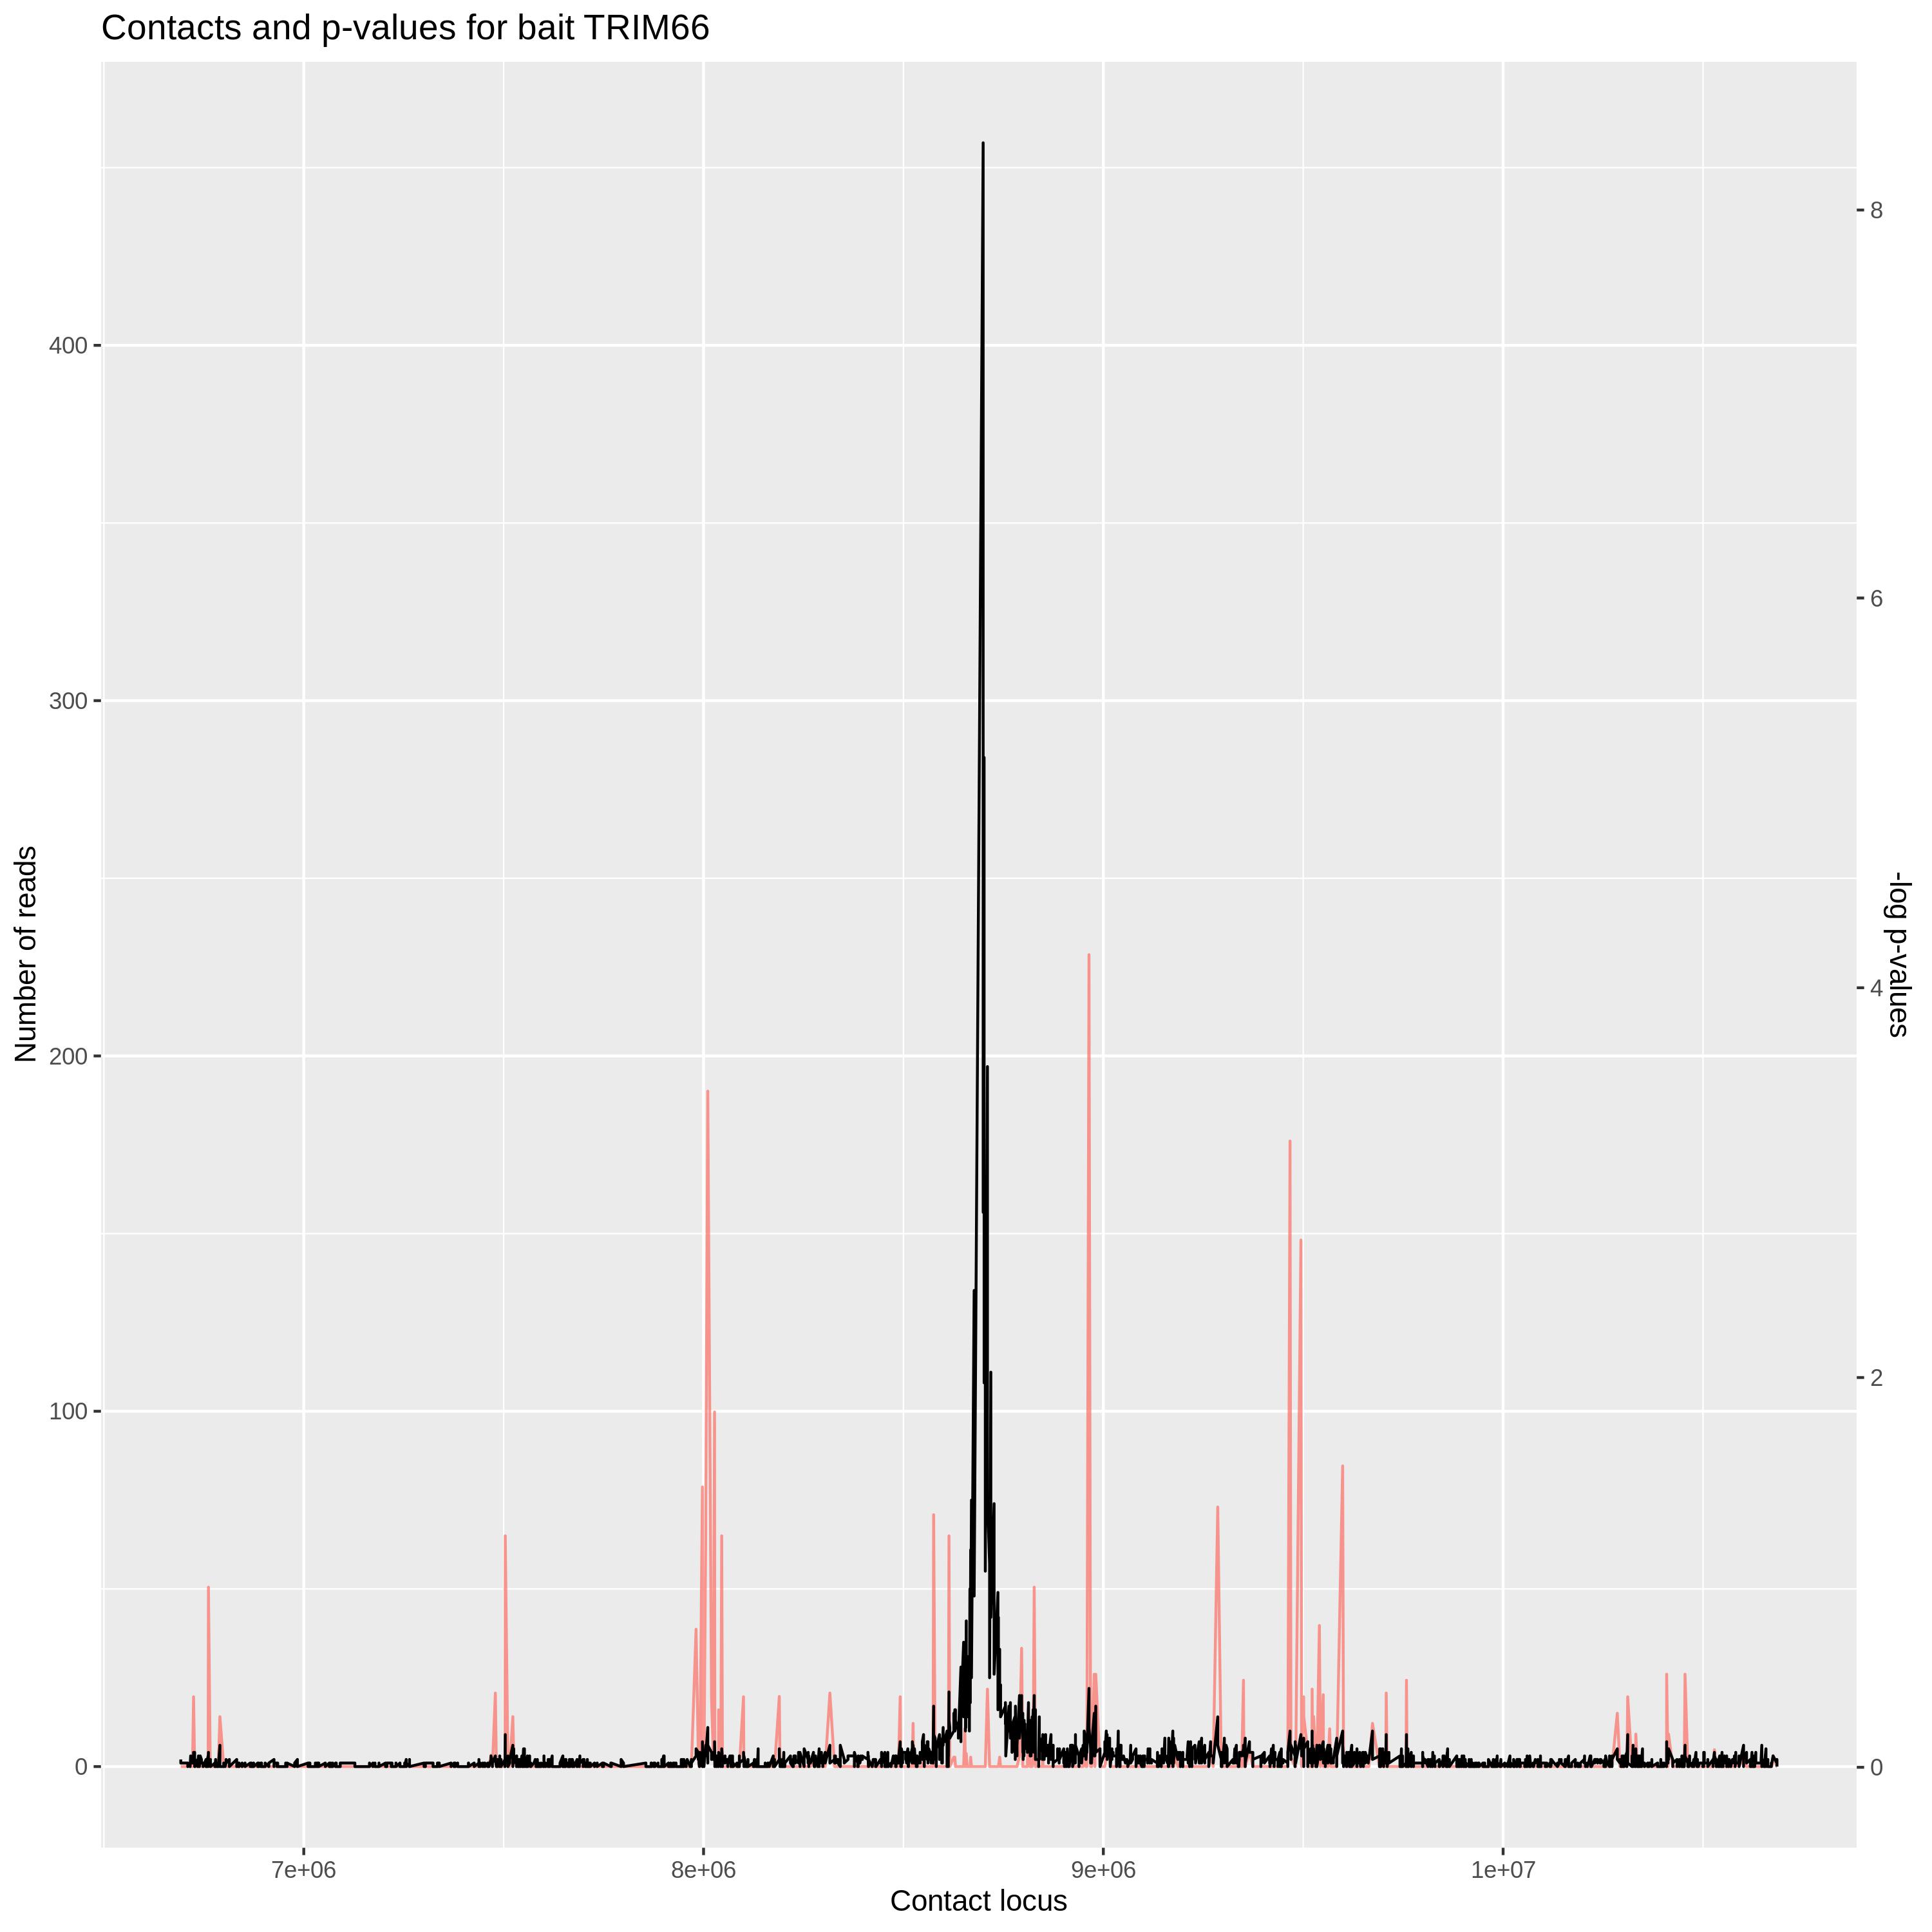 Contacts and p-values for bait TRIM66
Number of reads
400
300
200
100
0
8
6
4
2
0
-log p-values
7e+06
8e+06
9e+06
1e+07
Contact locus